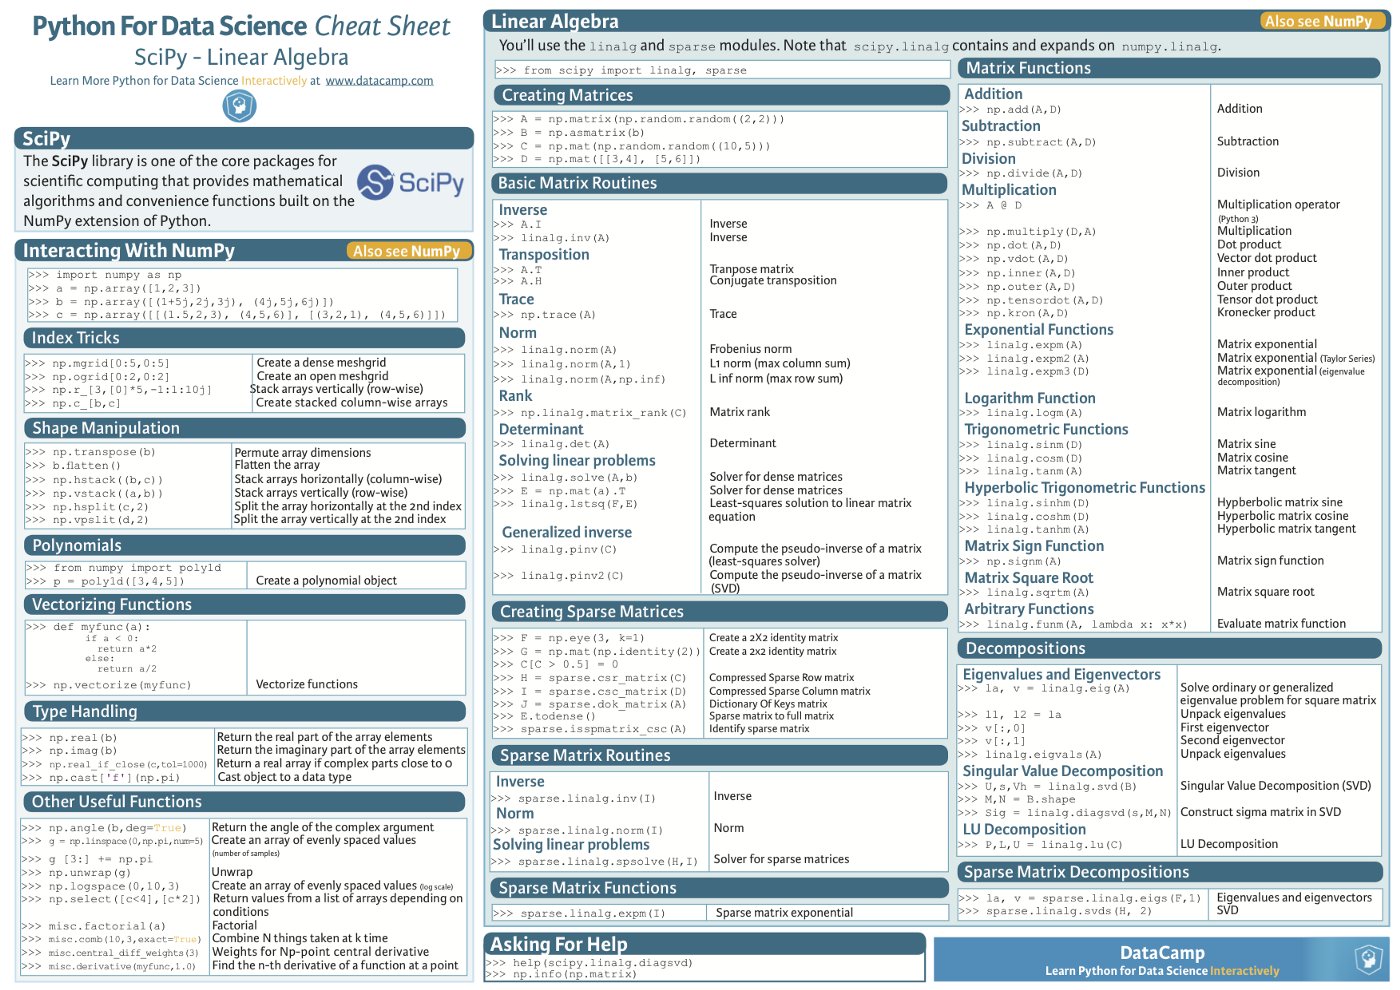 Python For Data Science Cheat Sheet
SciPy - Linear Algebra
Learn More Python for Data Science Interactively at www.datacamp.com
SciPy
The SciPy library is one of the core packages for
scientific computing that provides mathematical
algorithms and convenience functions built on the
NumPy extension of Python.
SciPy
Interacting With NumPy
Also see NumPy
>>> import numpy as np
>>> a = np.array([1,2,3])
>>> b = np.array([(1+5j,2j,3j), (4j,5j,6j)])
>>> c = np.array([[(1.5,2,3), (4,5,6)], [(3,2,1), (4,5,6)]])
Index Tricks
>>> np.mgrid[0:5,0:5] Create a dense meshgrid
>>> np.ogrid[0:2,0:2] Create an open meshgrid
>>> np.r_[3,[0]*5,-1:1:10j] Stack arrays vertically (row-wise)
>>> np.c_[b,c] Create stacked column-wise arrays
Shape Manipulation
>>> np.transpose(b) Permute array dimensions
>>> b.flatten() Flatten the array
>>> np.hstack((b,c)) Stack arrays horizontally (column-wise)
>>> np.vstack((a,b)) Stack arrays vertically (row-wise)
>>> np.hsplit(c,2) Split the array horizontally at the 2nd index
>>> np.vpslit(d,2) Split the array vertically at the 2nd index
Polynomials
>>> from numpy import poly1d
>>> p = poly1d([3,4,5]) Create a polynomial object
Vectorizing Functions
>>> def myfunc(a):
if a < 0:
return a*2
else:
return a/2
>>> np.vectorize(myfunc) Vectorize functions
Type Handling
>>> np.real(b) Return the real part of the array elements
>>> np.imag(b) Return the imaginary part of the array elements
>>> np.real_if_close(c,tol=1000) Return a real array if complex parts close to 0
>>> np.cast['f'](np.pi) Cast object to a data type
Other Useful Functions
>>> np.angle(b,deg=True) Return the angle of the complex argument
>>> g = np.linspace(0,np.pi,num=5) Create an array of evenly spaced values
(number of samples)
>>> g [3:] += np.pi
>>> np.unwrap(g) Unwrap
>>> np.logspace(0,10,3) Create an array of evenly spaced values (log scale)
>>> np.select([c<4],[c*2]) Return values from a list of arrays depending on
conditions
>>> misc.factorial(a) Factorial
>>> misc.comb(10,3,exact=True) Combine N things taken at k time
>>> misc.central_diff_weights(3) Weights for Np-point central derivative
>>> misc.derivative(myfunc,1.0) Find the n-th derivative of a function at a point
Linear Algebra
Also see NumPy
You'll use the linalg and sparse modules. Note that scipy.linalg contains and expands on numpy.linalg.
>>> from scipy import linalg, sparse
Creating Matrices
>>> A = np.matrix(np.random.random((2,2)))
>>> B = np.asmatrix(b)
>>> C = np.mat(np.random.random((10,5)))
>>> D = np.mat([[3,4], [5,6]])
Basic Matrix Routines
Inverse
>>> A.I Inverse
>>> linalg.inv(A) Inverse
Transposition
>>> A.T Tranpose matrix
>>> A.H Conjugate transposition
Trace
>>> np.trace(A) Trace
Norm
>>> linalg.norm(A) Frobenius norm
>>> linalg.norm(A,1) L1 norm (max column sum)
>>> linalg.norm(A,np.inf) L inf norm (max row sum)
Rank
>>> np.linalg.matrix_rank(C) Matrix rank
Determinant
>>> linalg.det(A) Determinant
Solving linear problems
>>> linalg.solve(A,b) Solver for dense matrices
>>> E = np.mat(a).T Solver for dense matrices
>>> linalg.lstsq(F,E) Least-squares solution to linear matrix
equation
Generalized inverse
>>> linalg.pinv(C) Compute the pseudo-inverse of a matrix
(least-squares solver)
>>> linalg.pinv2(C) Compute the pseudo-inverse of a matrix
(SVD)
Creating Sparse Matrices
>>> F = np.eye(3, k=1) Create a 2X2 identity matrix
>>> G = np.mat(np.identity(2)) Create a 2x2 identity matrix
>>> C[C > 0.5] = 0
>>> H = sparse.csr_matrix(C) Compressed Sparse Row matrix
>>> I = sparse.csc_matrix(D) Compressed Sparse Column matrix
>>> J = sparse.dok_matrix(A) Dictionary Of Keys matrix
>>> E.todense() Sparse matrix to full matrix
>>> sparse.isspmatrix_csc(A) Identify sparse matrix
Sparse Matrix Routines
Inverse
>>> sparse.linalg.inv(I) Inverse
Norm
>>> sparse.linalg.norm(I) Norm
Solving linear problems
>>> sparse.linalg.spsolve(H,I) Solver for sparse matrices
Sparse Matrix Functions
>>> sparse.linalg.expm(I) Sparse matrix exponential
Matrix Functions
Addition
>>> np.add(A,D) Addition
Subtraction
>>> np.subtract(A,D) Subtraction
Division
>>> np.divide(A,D) Division
Multiplication
>>> A @ D Multiplication operator
(Python 3)
>>> np.multiply(D,A) Multiplication
>>> np.dot(A,D) Dot product
>>> np.vdot(A,D) Vector dot product
>>> np.inner(A,D) Inner product
>>> np.outer(A,D) Outer product
>>> np.tensordot(A,D) Tensor dot product
>>> np.kron(A,D) Kronecker product
Exponential Functions
>>> linalg.expm(A) Matrix exponential
>>> linalg.expm2(A) Matrix exponential (Taylor Series)
>>> linalg.expm3(D) Matrix exponential (eigenvalue
decomposition)
Logarithm Function
>>> linalg.logm(A) Matrix logarithm
Trigonometric Functions
>>> linalg.sinm(D) Matrix sine
>>> linalg.cosm(D) Matrix cosine
>>> linalg.tanm(A) Matrix tangent
Hyperbolic Trigonometric Functions
>>> linalg.sinhm(D) Hypberbolic matrix sine
>>> linalg.coshm(D) Hyperbolic matrix cosine
>>> linalg.tanhm(A) Hyperbolic matrix tangent
Matrix Sign Function
>>> np.signm(A) Matrix sign function
Matrix Square Root
>>> linalg.sqrtm(A) Matrix square root
Arbitrary Functions
>>> linalg.funm(A, lambda x: x*x) Evaluate matrix function
Decompositions
Eigenvalues and Eigenvectors
>>> la, v = linalg.eig(A) Solve ordinary or generalized
eigenvalue problem for square matrix
>>> l1, l2 = la Unpack eigenvalues
>>> v[:,0] First eigenvector
>>> v[:,1] Second eigenvector
>>> linalg.eigvals(A) Unpack eigenvalues
Singular Value Decomposition
>>> U,s,Vh = linalg.svd(B) Singular Value Decomposition (SVD)
>>> M,N = B.shape
>>> Sig = linalg.diagsvd(s,M,N) Construct sigma matrix in SVD
LU Decomposition
>>> P,L,U = linalg.lu(C) LU Decomposition
Sparse Matrix Decompositions
>>> la, v = sparse.linalg.eigs(F,1) Eigenvalues and eigenvectors
>>> sparse.linalg.svds(H, 2) SVD
Asking For Help
>>> help(scipy.linalg.diagsvd)
>>> np.info(np.matrix)
DataCamp
Learn Python for Data Science Interactively